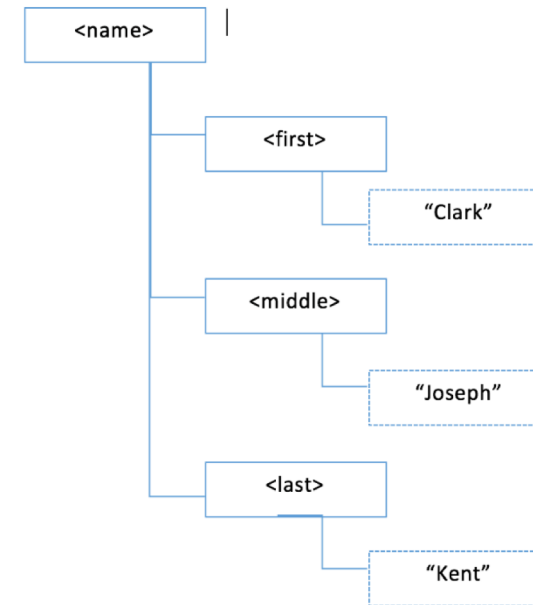 <name>
<first>
“Clark”
<middle>
“Joseph”
<last>
“Kent”